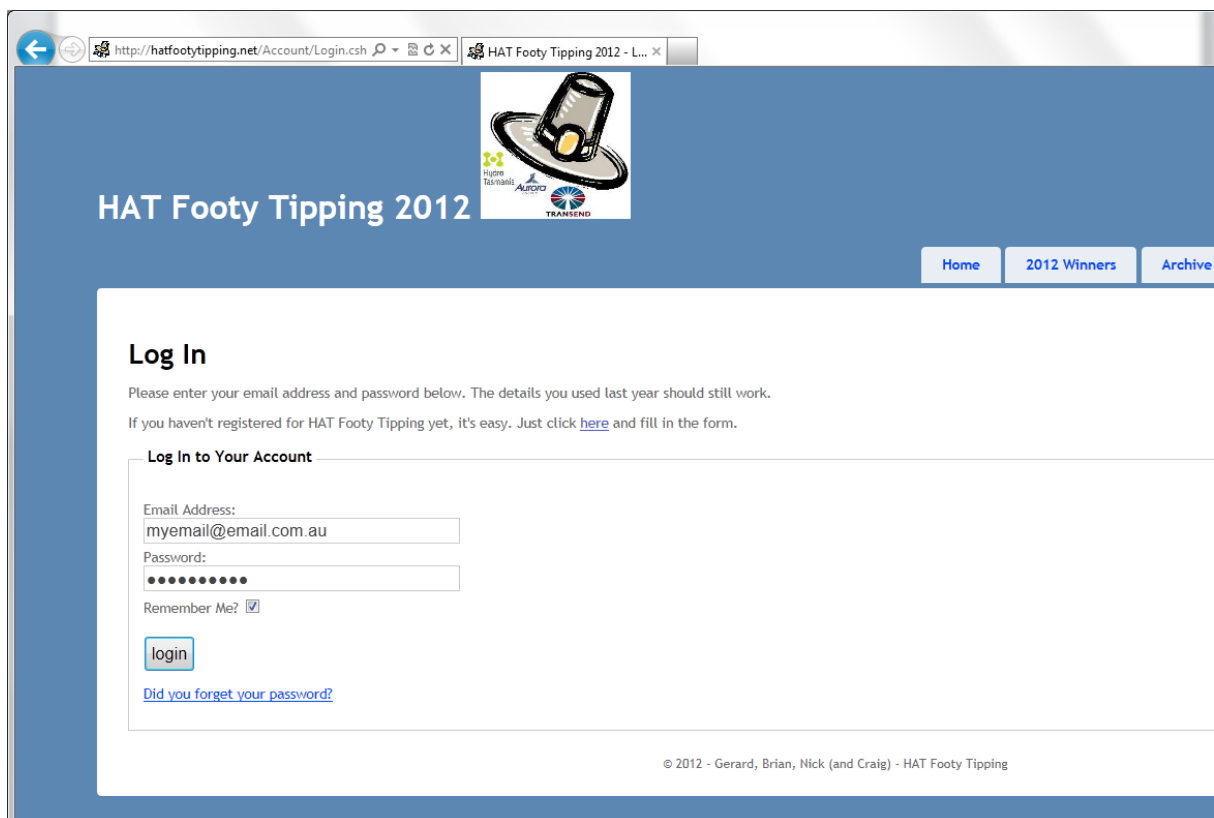 http://hatfootytipping.net/Account/Login.csh
HAT Footy Tipping 2012 - L...
Hydro
Tasmania
Aurora
TRANSEND
HAT Footy Tipping 2012
Home
2012 Winners
Archive
Log In
Please enter your email address and password below. The details you used last year should still work.
If you haven't registered for HAT Footy Tipping yet, it's easy. Just click here and fill in the form.
Log In to Your Account
Email Address:
myemail@email.com.au
Password:
●●●●●●●●●●
Remember Me?
login
Did you forget your password?
© 2012 - Gerard, Brian, Nick (and Craig) - HAT Footy Tipping